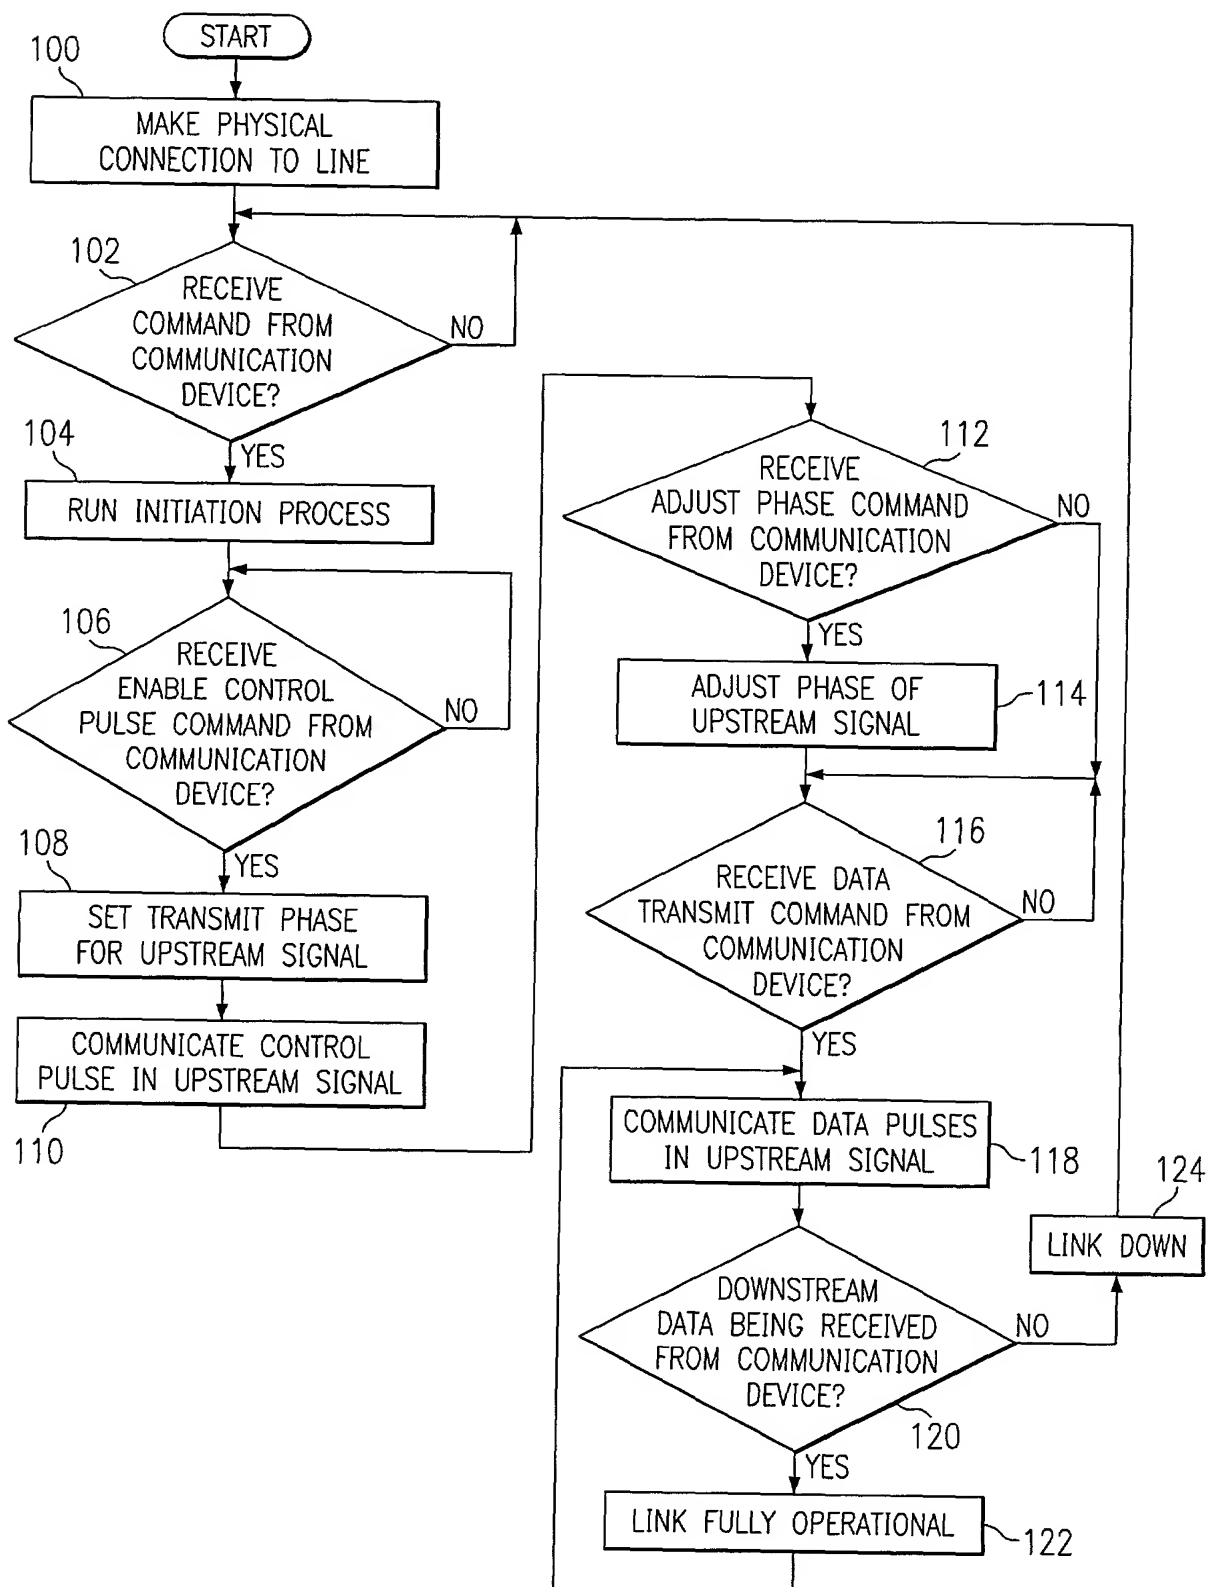 START
100
MAKE PHYSICAL
CONNECTION TO LINE
102
RECEIVE
COMMAND FROM
COMMUNICATION
DEVICE?
NO
YES
104
RUN INITIATION PROCESS
106
RECEIVE
ENABLE CONTROL
PULSE COMMAND FROM
COMMUNICATION
DEVICE?
NO
YES
108
SET TRANSMIT PHASE
FOR UPSTREAM SIGNAL
COMMUNICATE CONTROL
PULSE IN UPSTREAM SIGNAL
110
112
RECEIVE
ADJUST PHASE COMMAND
FROM COMMUNICATION
DEVICE?
NO
YES
ADJUST PHASE OF
UPSTREAM SIGNAL
114
116
RECEIVE DATA
TRANSMIT COMMAND FROM
COMMUNICATION
DEVICE?
NO
YES
COMMUNICATE DATA PULSES
IN UPSTREAM SIGNAL
118
124
LINK DOWN
DOWNSTREAM
DATA BEING RECEIVED
FROM COMMUNICATION
DEVICE?
NO
120
YES
LINK FULLY OPERATIONAL
122